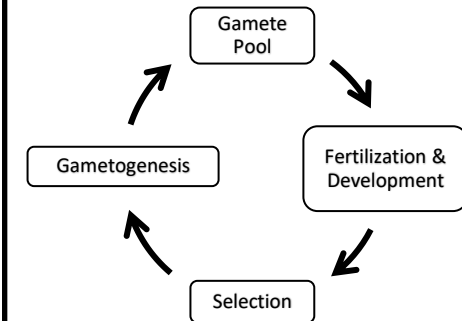 Gamete
Pool
Fertilization &
Development
Gametogenesis
Selection